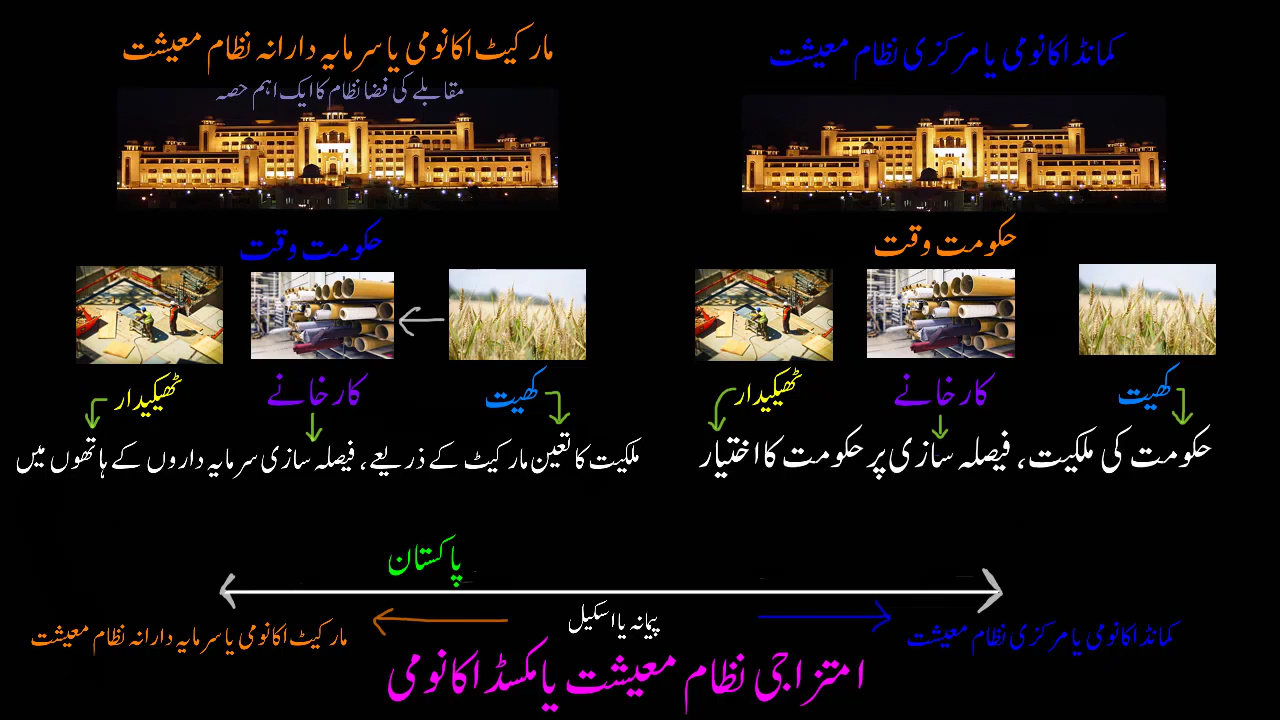 کمانڈ اکانومی یا مرکزی نظام معیشت
حکومت وقت
کھیت
کارخانے
ٹھیکیدار
حکومت کی ملکیت، فیصلہ سازی پر حکومت کا اختیار
مارکیٹ اکانومی یا سرمایہ دارانہ نظام معیشت
مقابلے کی فضا نظام کا ایک اہم حصہ
حکومت وقت
کھیت
کارخانے
ٹھیکیدار
ملکیت کا تعین مارکیٹ کے ذریعے، فیصلہ سازی سرمایہ داروں کے ہاتھوں میں
پاکستان
پیمانہ یا اسکیل
کمانڈ اکانومی یا مرکزی نظام معیشت
مارکیٹ اکانومی یا سرمایہ دارانہ نظام معیشت
امتزاجی نظام معیشت یا مکسڈ اکانومی